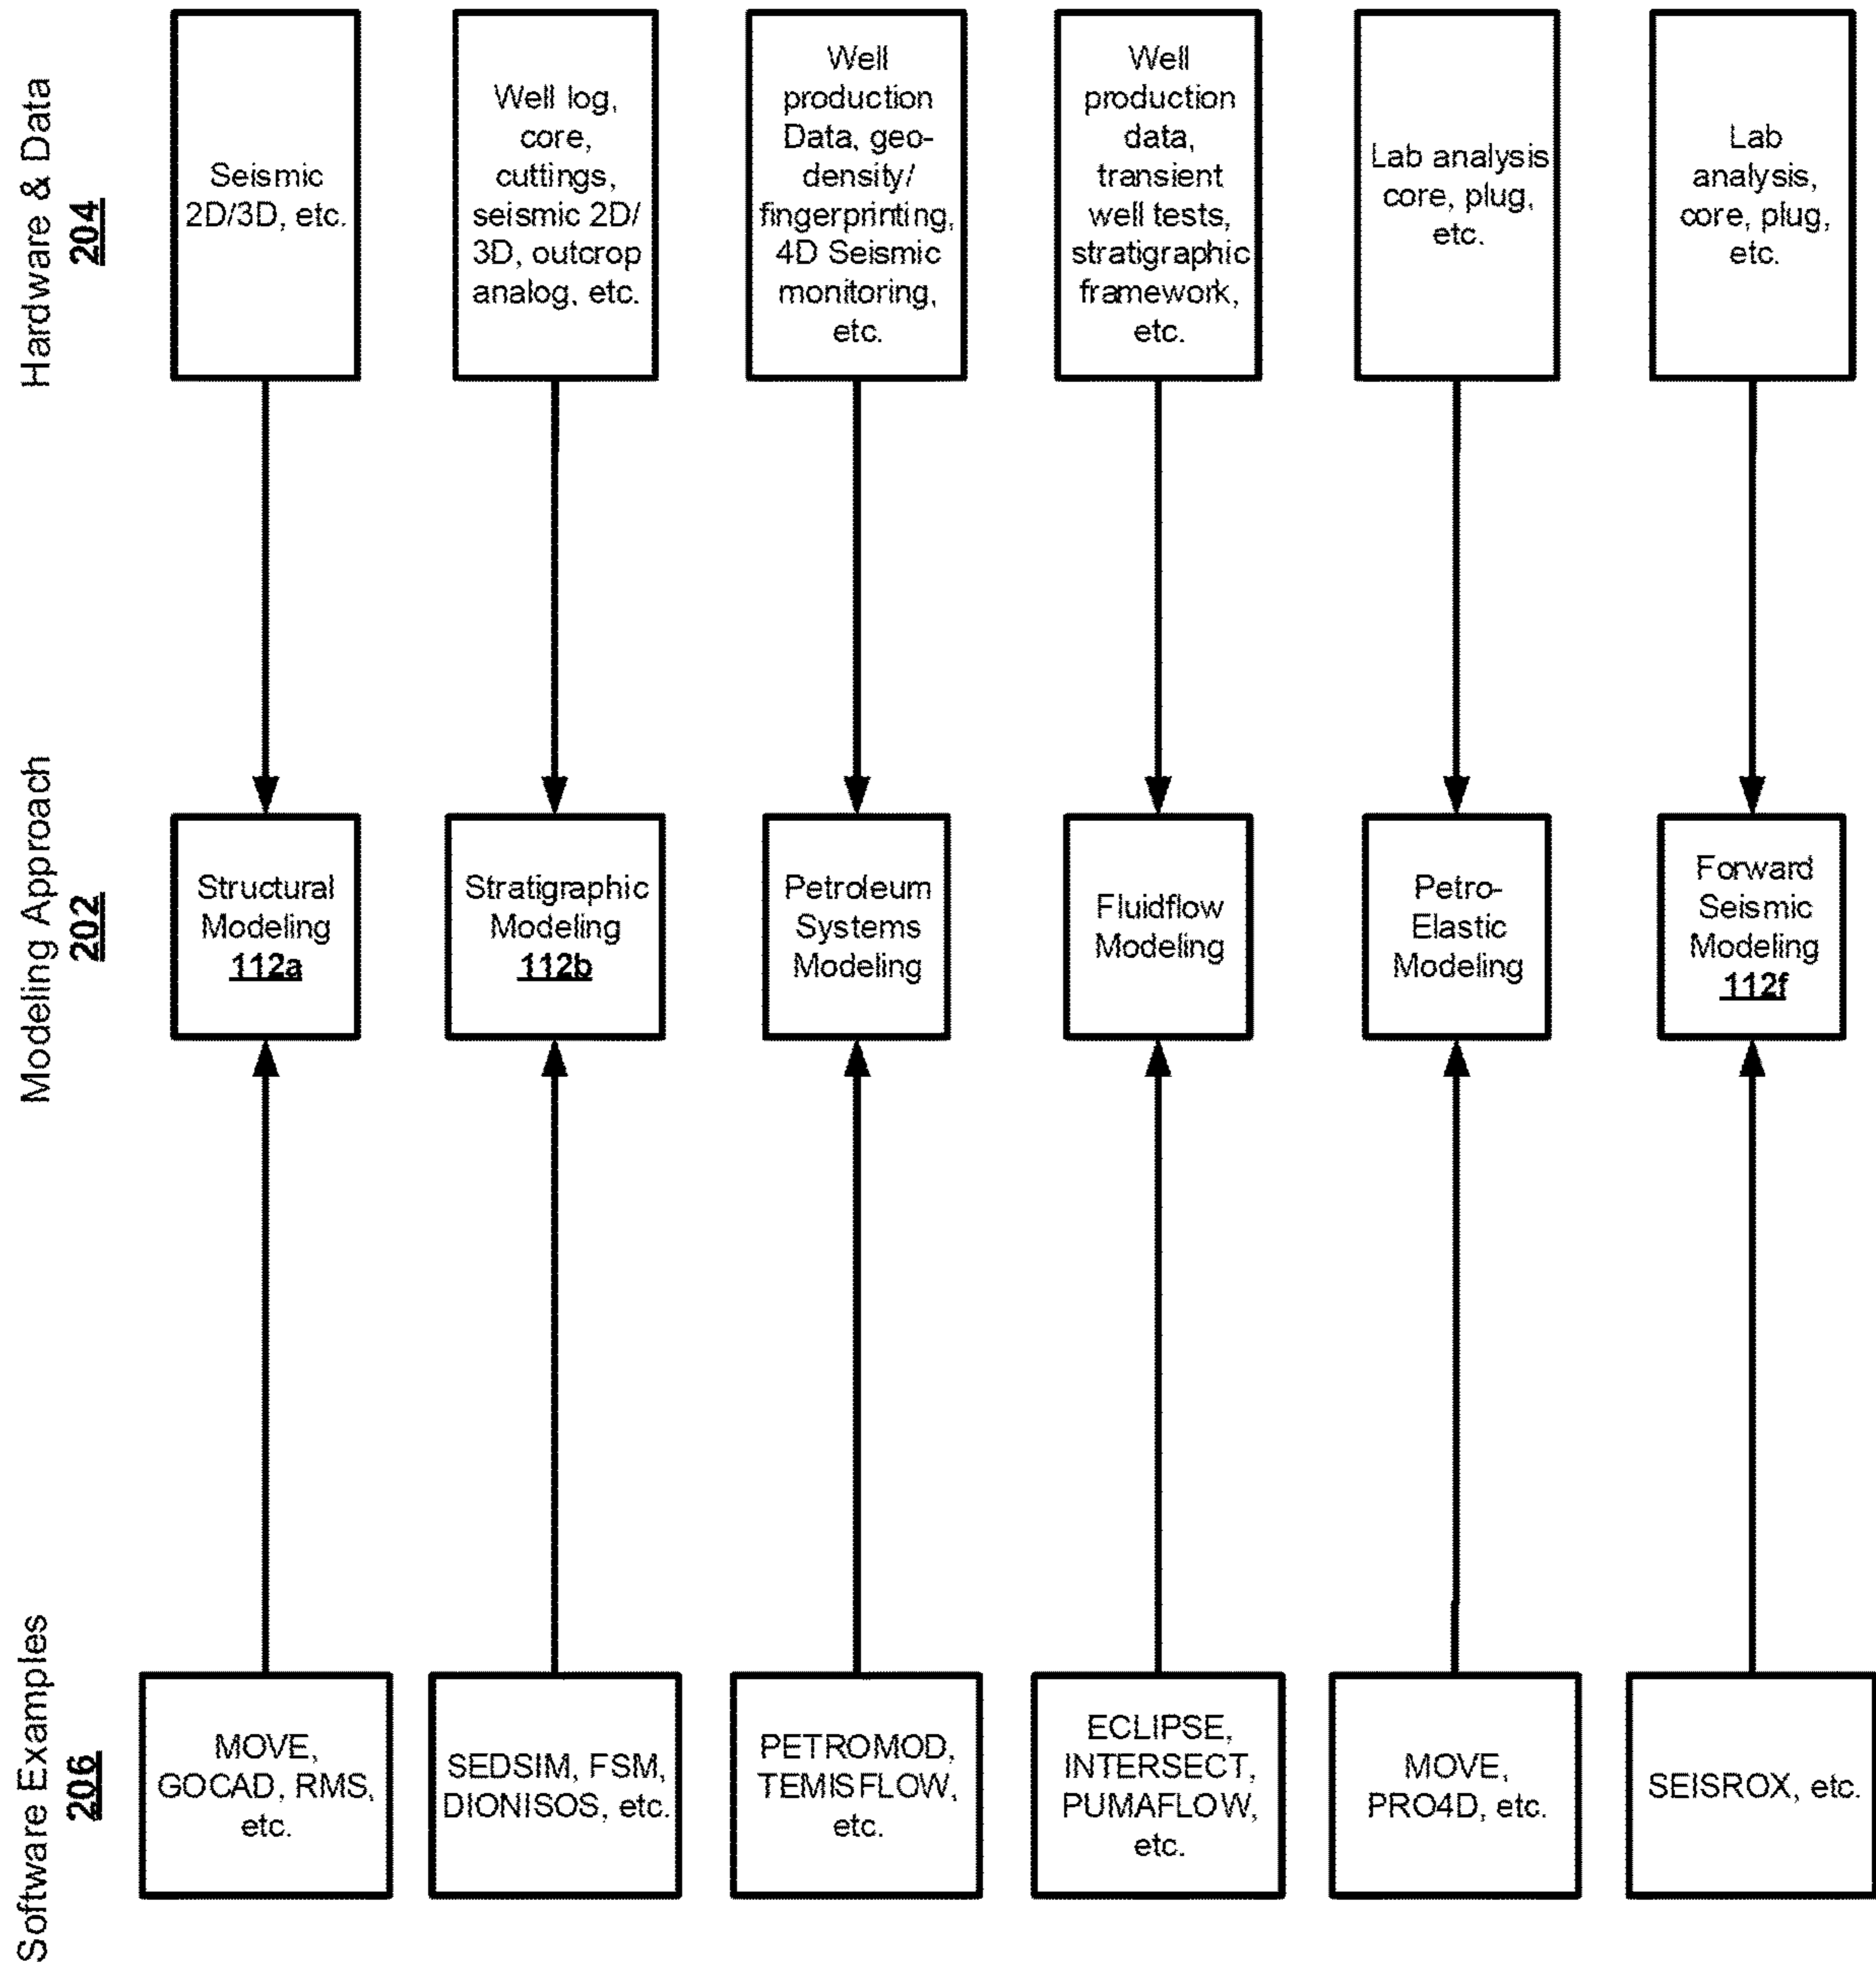 Hardware & Data
204
Seismic
2D/3D, etc.
Well log,
core,
cuttings,
seismic 2D/
3D, outcrop
analog, etc.
Well
production
Data, geo-
density/
fingerprinting,
4D Seismic
monitoring,
etc.
Well
production
data,
transient
well tests,
stratigraphic
framework,
etc.
Lab analysis
core, plug,
etc.
Lab
analysis,
core, plug,
etc.
Modeling Approach
202
Structural
Modeling
112a
Stratigraphic
Modeling
112b
Petroleum
Systems
Modeling
Fluidflow
Modeling
Petro-
Elastic
Modeling
Forward
Seismic
Modeling
112f
Software Examples
206
MOVE,
GOCAD, RMS,
etc.
SEDSIM, FSM,
DIONISOS, etc.
PETROMOD,
TEMISFLOW,
etc.
ECLIPSE,
INTERSECT,
PUMAFLOW,
etc.
MOVE,
PRO4D, etc.
SEISROX, etc.